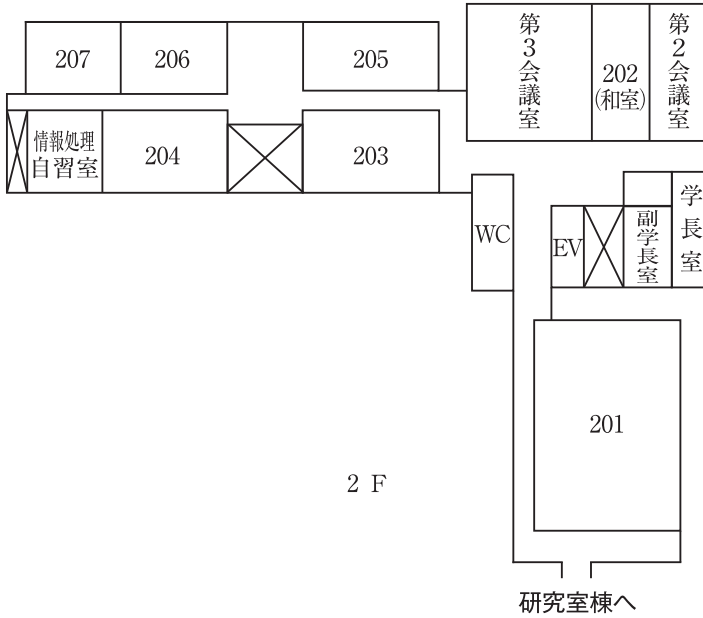 207
206
205
第3会議室
202
(和室)
第2会議室
情報処理
自習室
204
203
WC
EV
副学長室
学長室
201
2 F
研究室棟へ